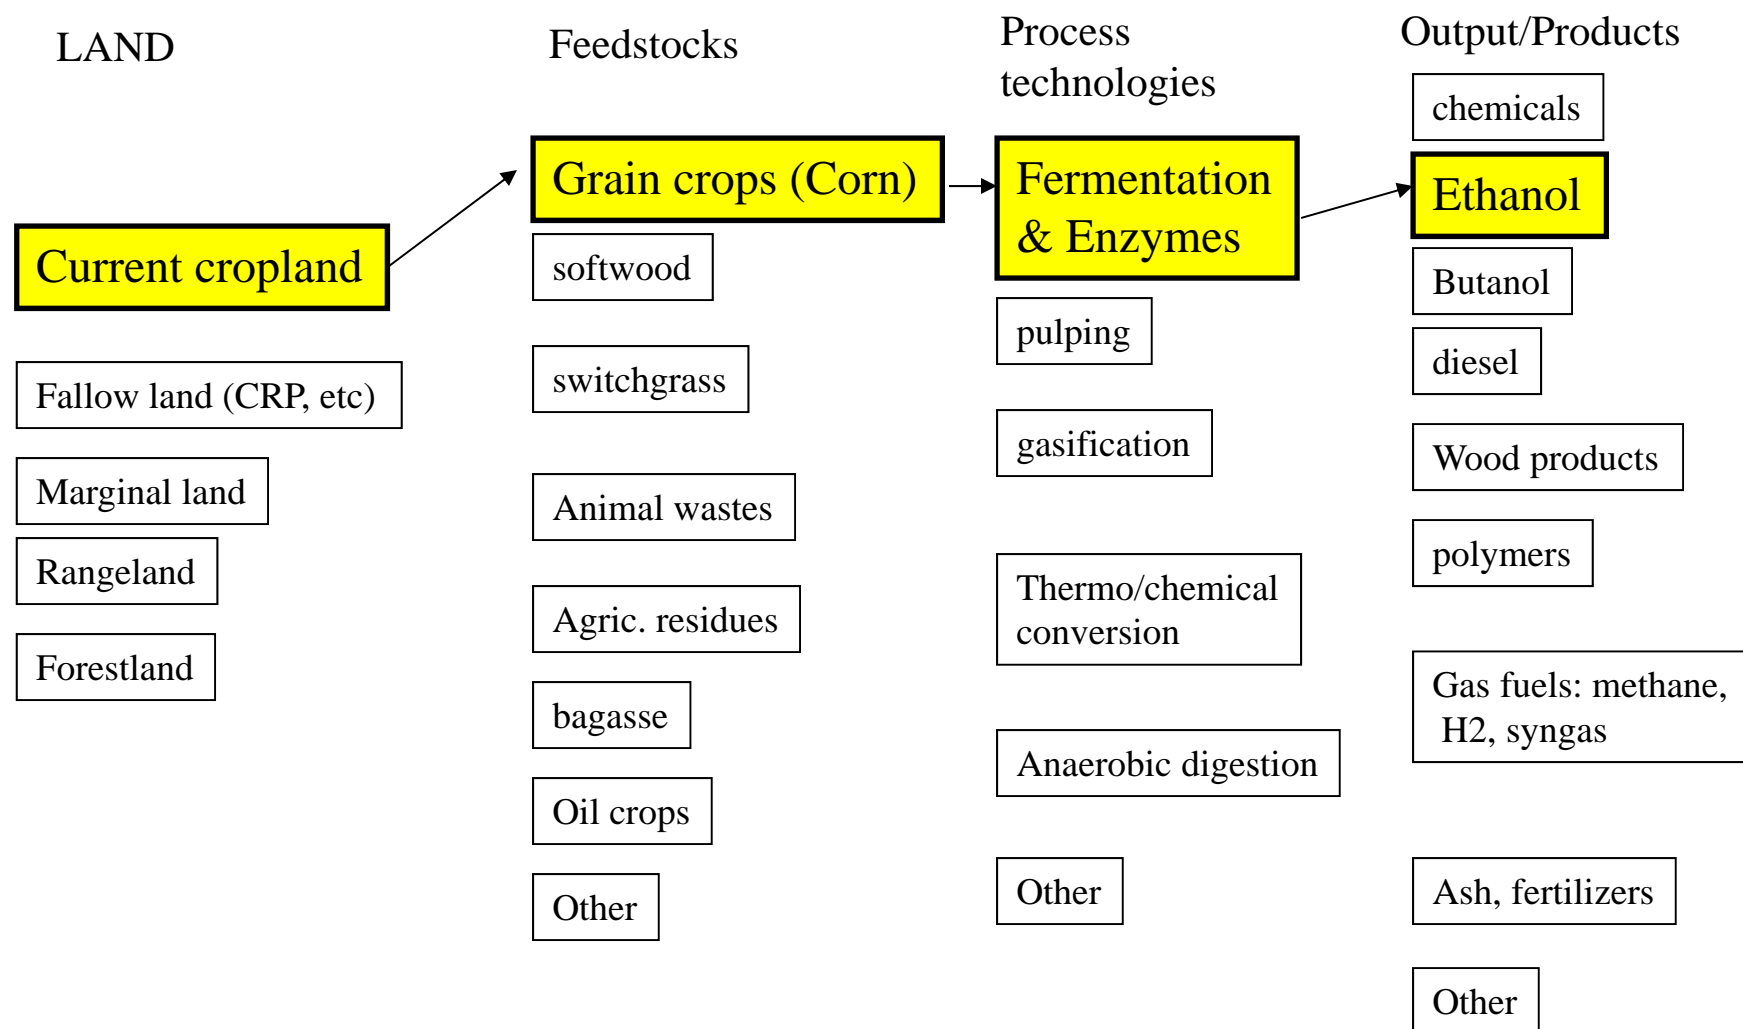 LAND
Current cropland
Fallow land (CRP, etc)
Marginal land
Rangeland
Forestland
Feedstocks
Grain crops (Corn)
softwood
switchgrass
Animal wastes
Agric. residues
bagasse
Oil crops
Other
Process
technologies
Fermentation
& Enzymes
pulping
gasification
Thermo/chemical
conversion
Anaerobic digestion
Other
Output/Products
chemicals
Ethanol
Butanol
diesel
Wood products
polymers
Gas fuels: methane,
H2, syngas
Ash, fertilizers
Other